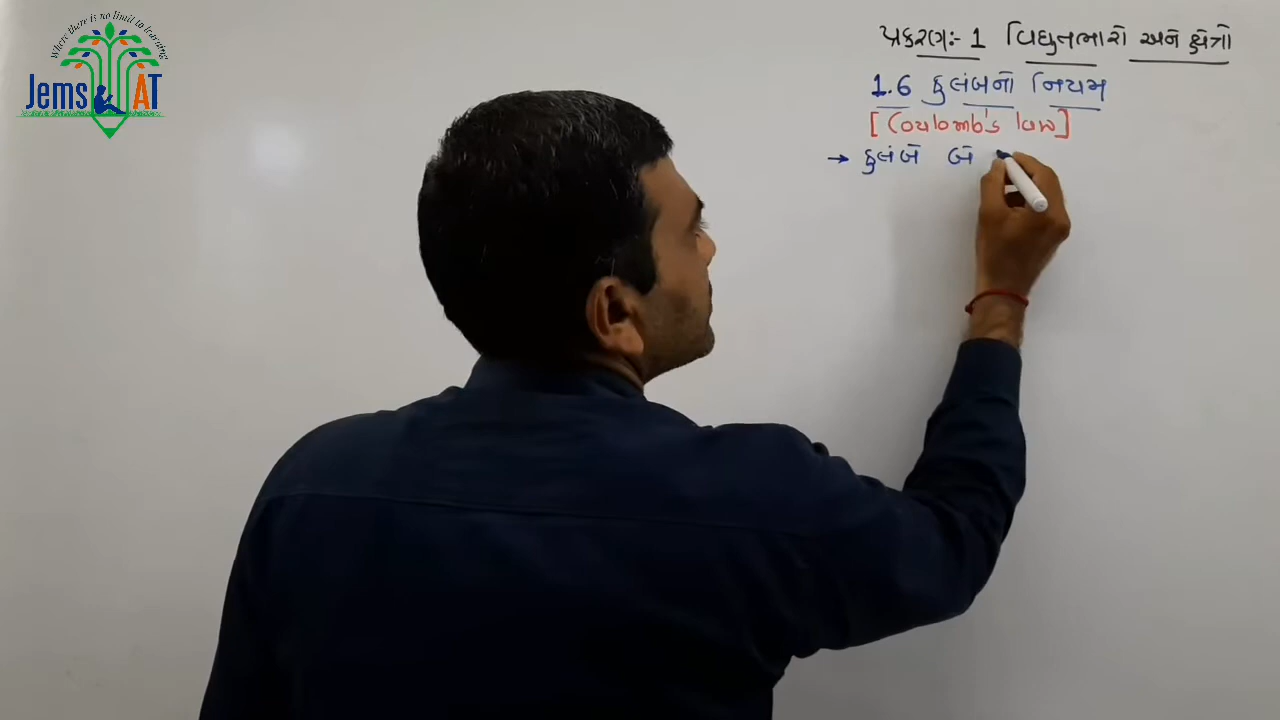 Where there is no limit to learning
Jems & AT
પ્રકરણ:- 1 વિદ્યુતભારો અને ક્ષેત્રો
1.6 કુલંબનો નિયમ
[Coulomb's law]
→ કુલંબે બે